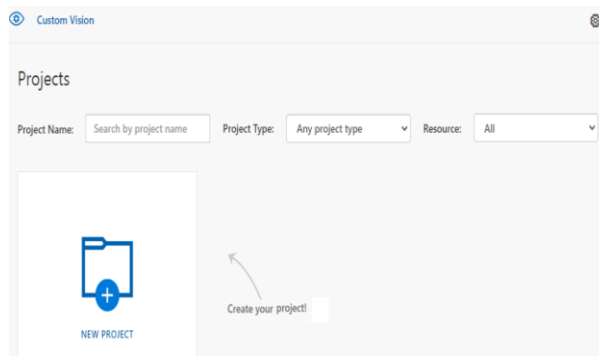 Custom Vision
Projects
Project Name: Search by project name Project Type: Any project type Resource: All
Create your project!
NEW PROJECT